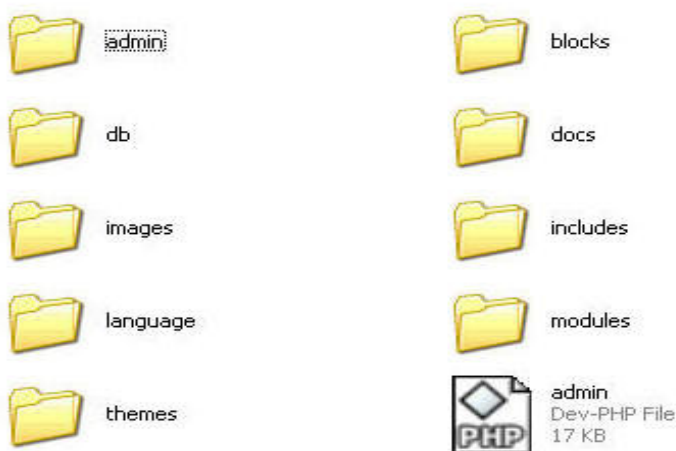 admin
blocks
db
docs
images
includes
language
modules
themes
admin
Dev-PHP File
17 KB
PHP